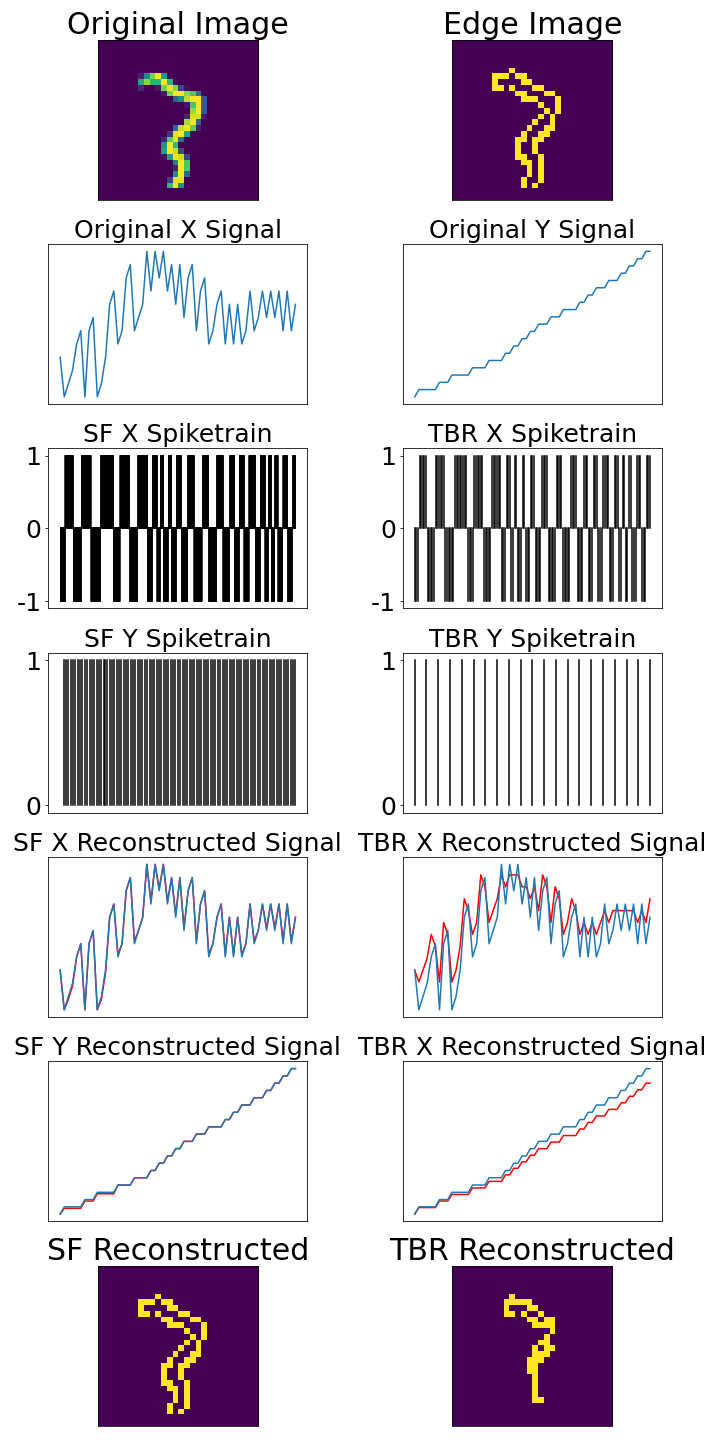 Original Image
Edge Image
Original X Signal
Original Y Signal
SF X Spiketrain
TBR X Spiketrain
1
0
-1
1
0
-1
SF Y Spiketrain
TBR Y Spiketrain
1
0
1
0
SF X Reconstructed Signal
TBR X Reconstructed Signal
SF Y Reconstructed Signal
TBR X Reconstructed Signal
SF Reconstructed
TBR Reconstructed